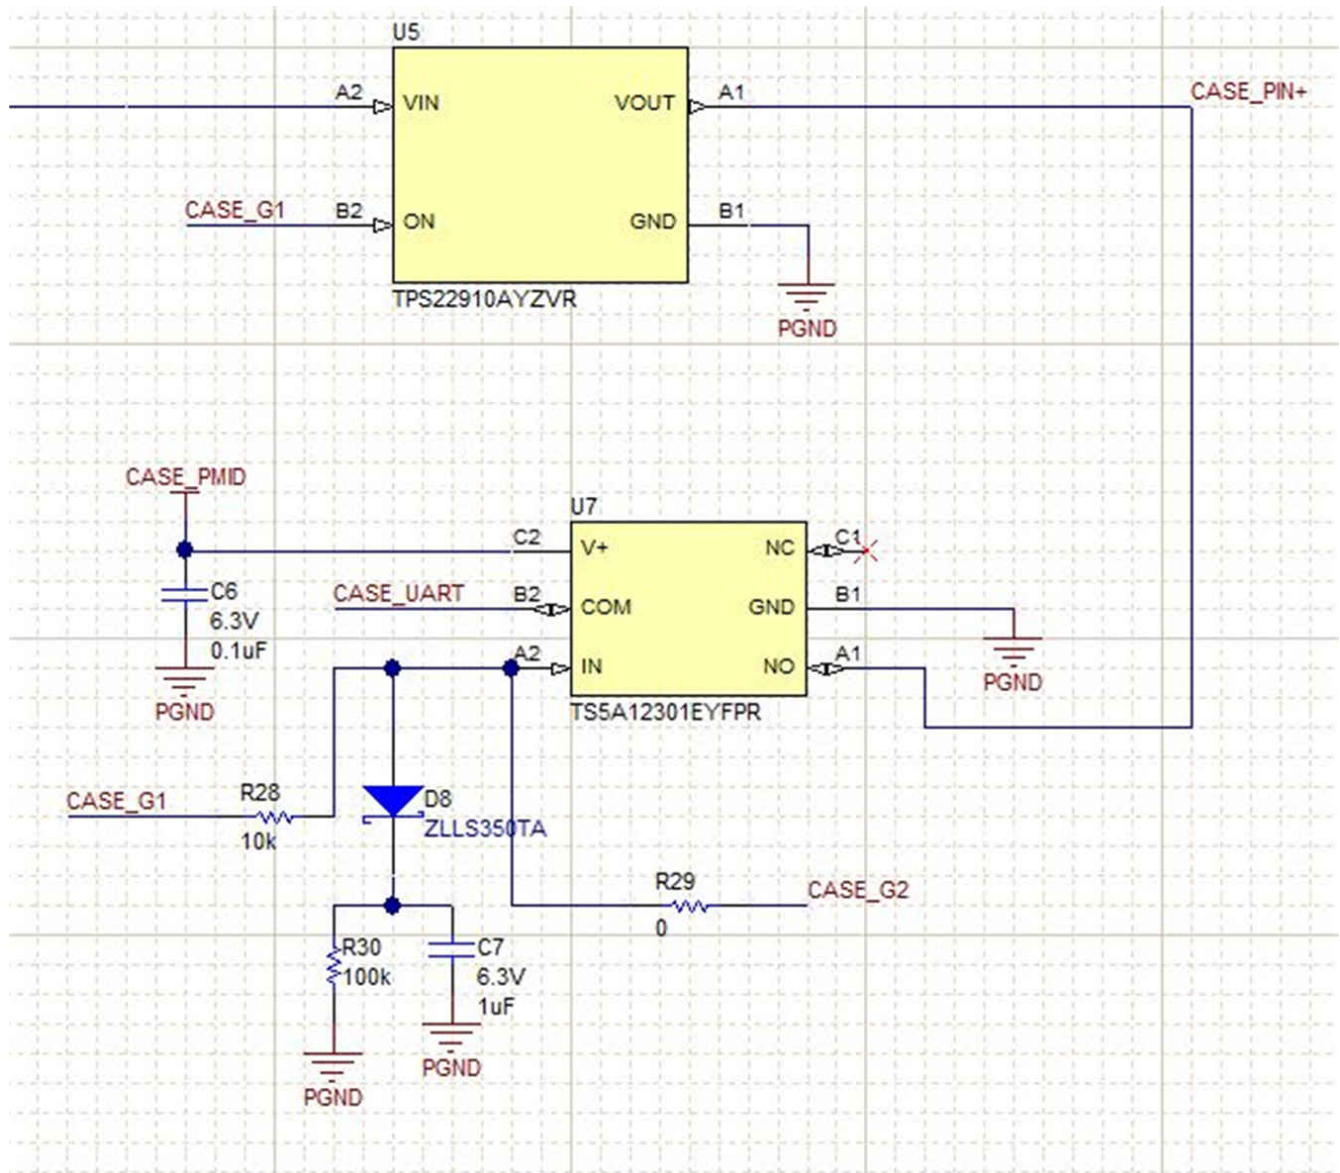 U5
A2
VIN
VOUT
A1
CASE_PIN+
CASE_G1
B2
ON
GND
B1
TPS22910AYZVR
PGND
CASE_PMID
U7
C2
V+
NC
C1
C6
6.3V
0.1uF
CASE_UART
B2
COM
GND
B1
A2
IN
NO
A1
PGND
PGND
TS5A12301EYFPR
CASE_G1
R28
10k
D8
ZLLS350TA
R29
0
CASE_G2
R30
100k
C7
6.3V
1uF
PGND
PGND